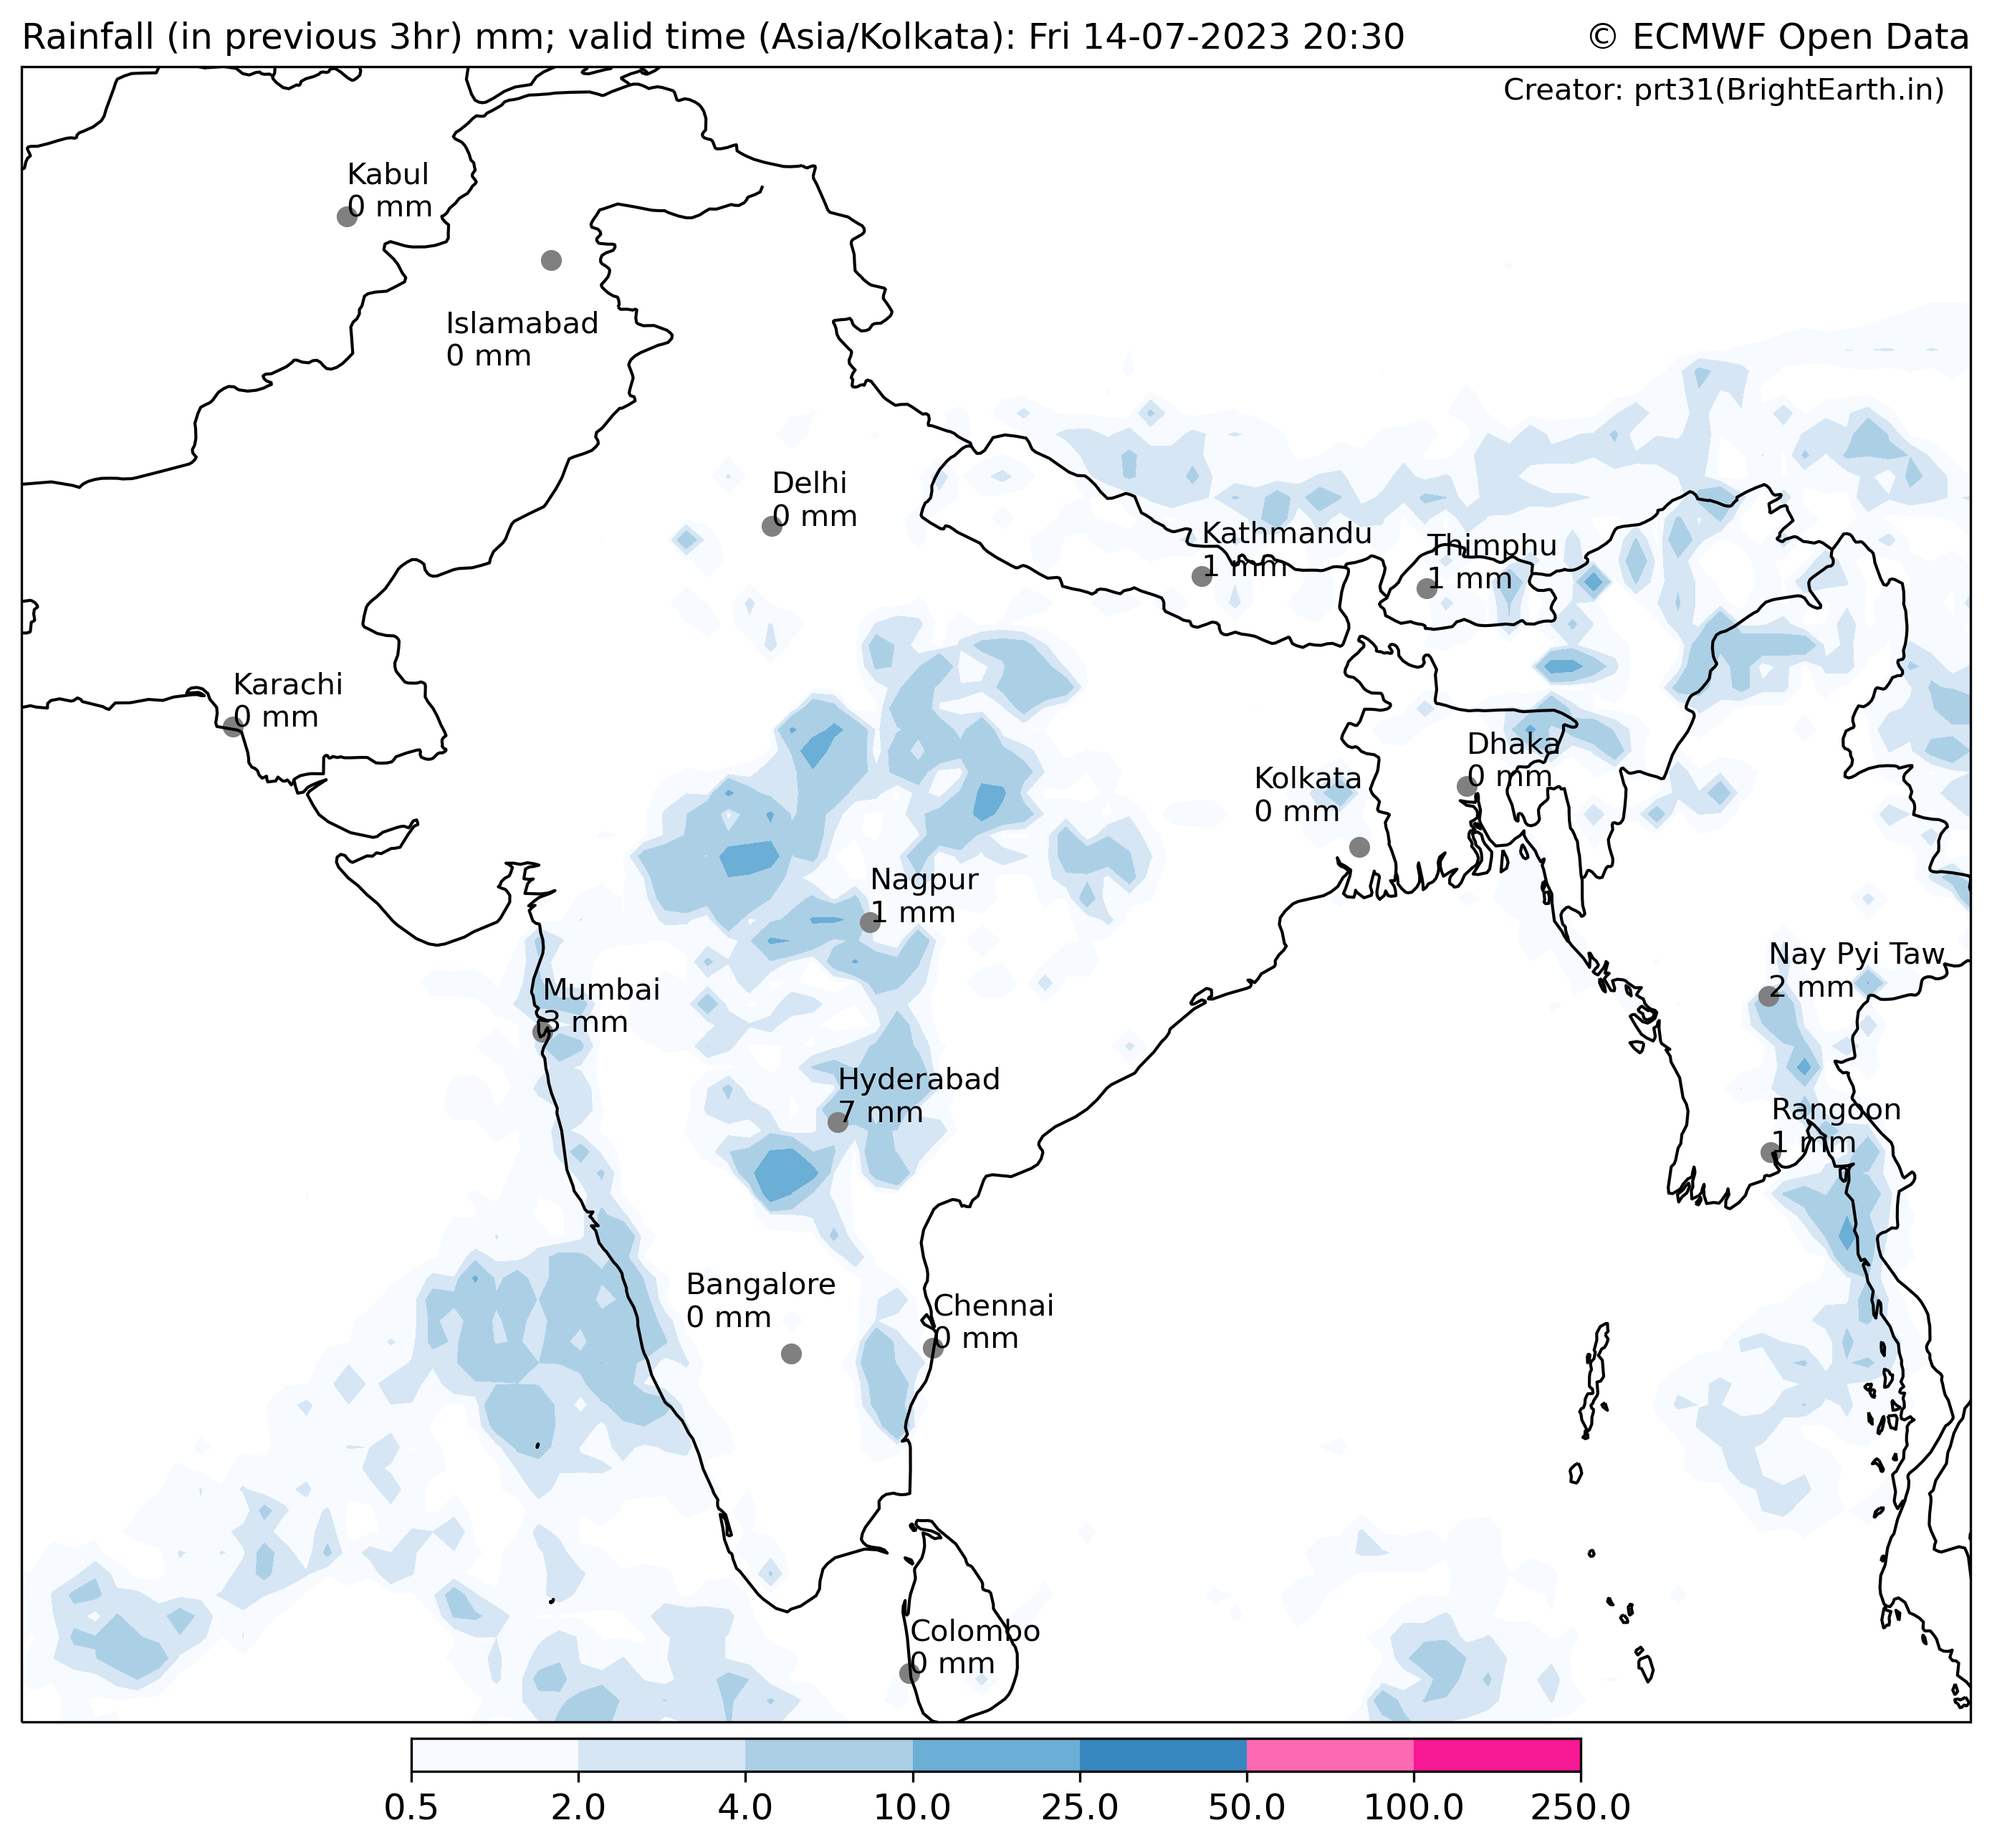 Rainfall (in previous 3hr) mm; valid time (Asia/Kolkata): Fri 14-07-2023 20:30
© ECMWF Open Data
Creator: prt31(BrightEarth.in)
Kabul
0 mm
Islamabad
0 mm
Delhi
0 mm
Kathmandu
1 mm
Thimphu
1 mm
Karachi
0 mm
Dhaka
0 mm
Kolkata
0 mm
Nagpur
1 mm
Nay Pyi Taw
2 mm
Mumbai
3 mm
Hyderabad
7 mm
Rangoon
1 mm
Bangalore
0 mm
Chennai
0 mm
Colombo
0 mm
0.5 2.0 4.0 10.0 25.0 50.0 100.0 250.0